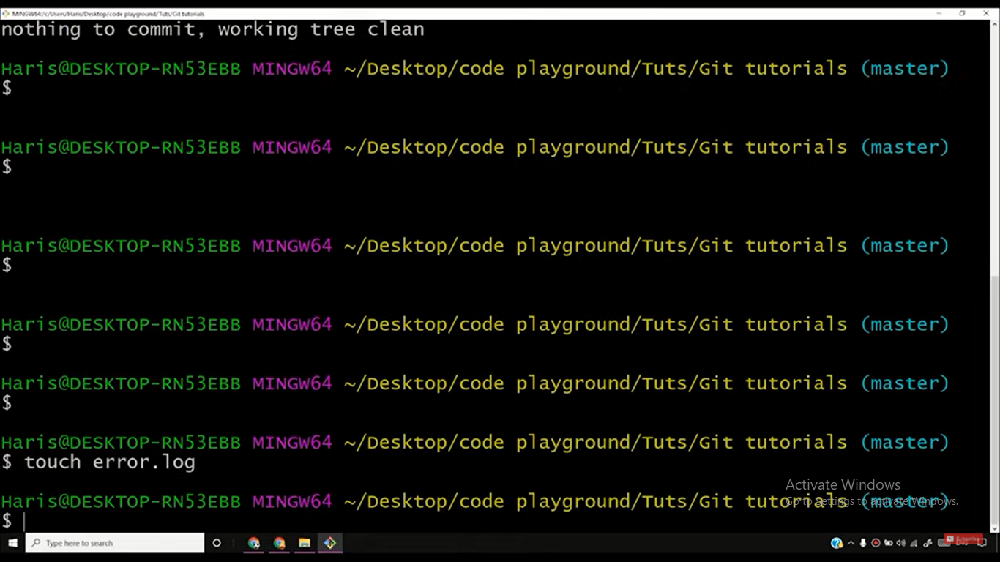 MINGW64:/c/Users/Haris/Desktop/code playground/Tuts/Git tutorials
nothing to commit, working tree clean
Haris@DESKTOP-RN53EBB MINGW64 ~/Desktop/code playground/Tuts/Git tutorials (master)
$
Haris@DESKTOP-RN53EBB MINGW64 ~/Desktop/code playground/Tuts/Git tutorials (master)
$
Haris@DESKTOP-RN53EBB MINGW64 ~/Desktop/code playground/Tuts/Git tutorials (master)
$
Haris@DESKTOP-RN53EBB MINGW64 ~/Desktop/code playground/Tuts/Git tutorials (master)
$
Haris@DESKTOP-RN53EBB MINGW64 ~/Desktop/code playground/Tuts/Git tutorials (master)
$
Haris@DESKTOP-RN53EBB MINGW64 ~/Desktop/code playground/Tuts/Git tutorials (master)
$ touch error.log
Activate Windows
Haris@DESKTOP-RN53EBB MINGW64 ~/Desktop/code playground/Tuts/Git tutorials (master)
Go to Settings to activate Windows.
$
Type here to search
Subscribe